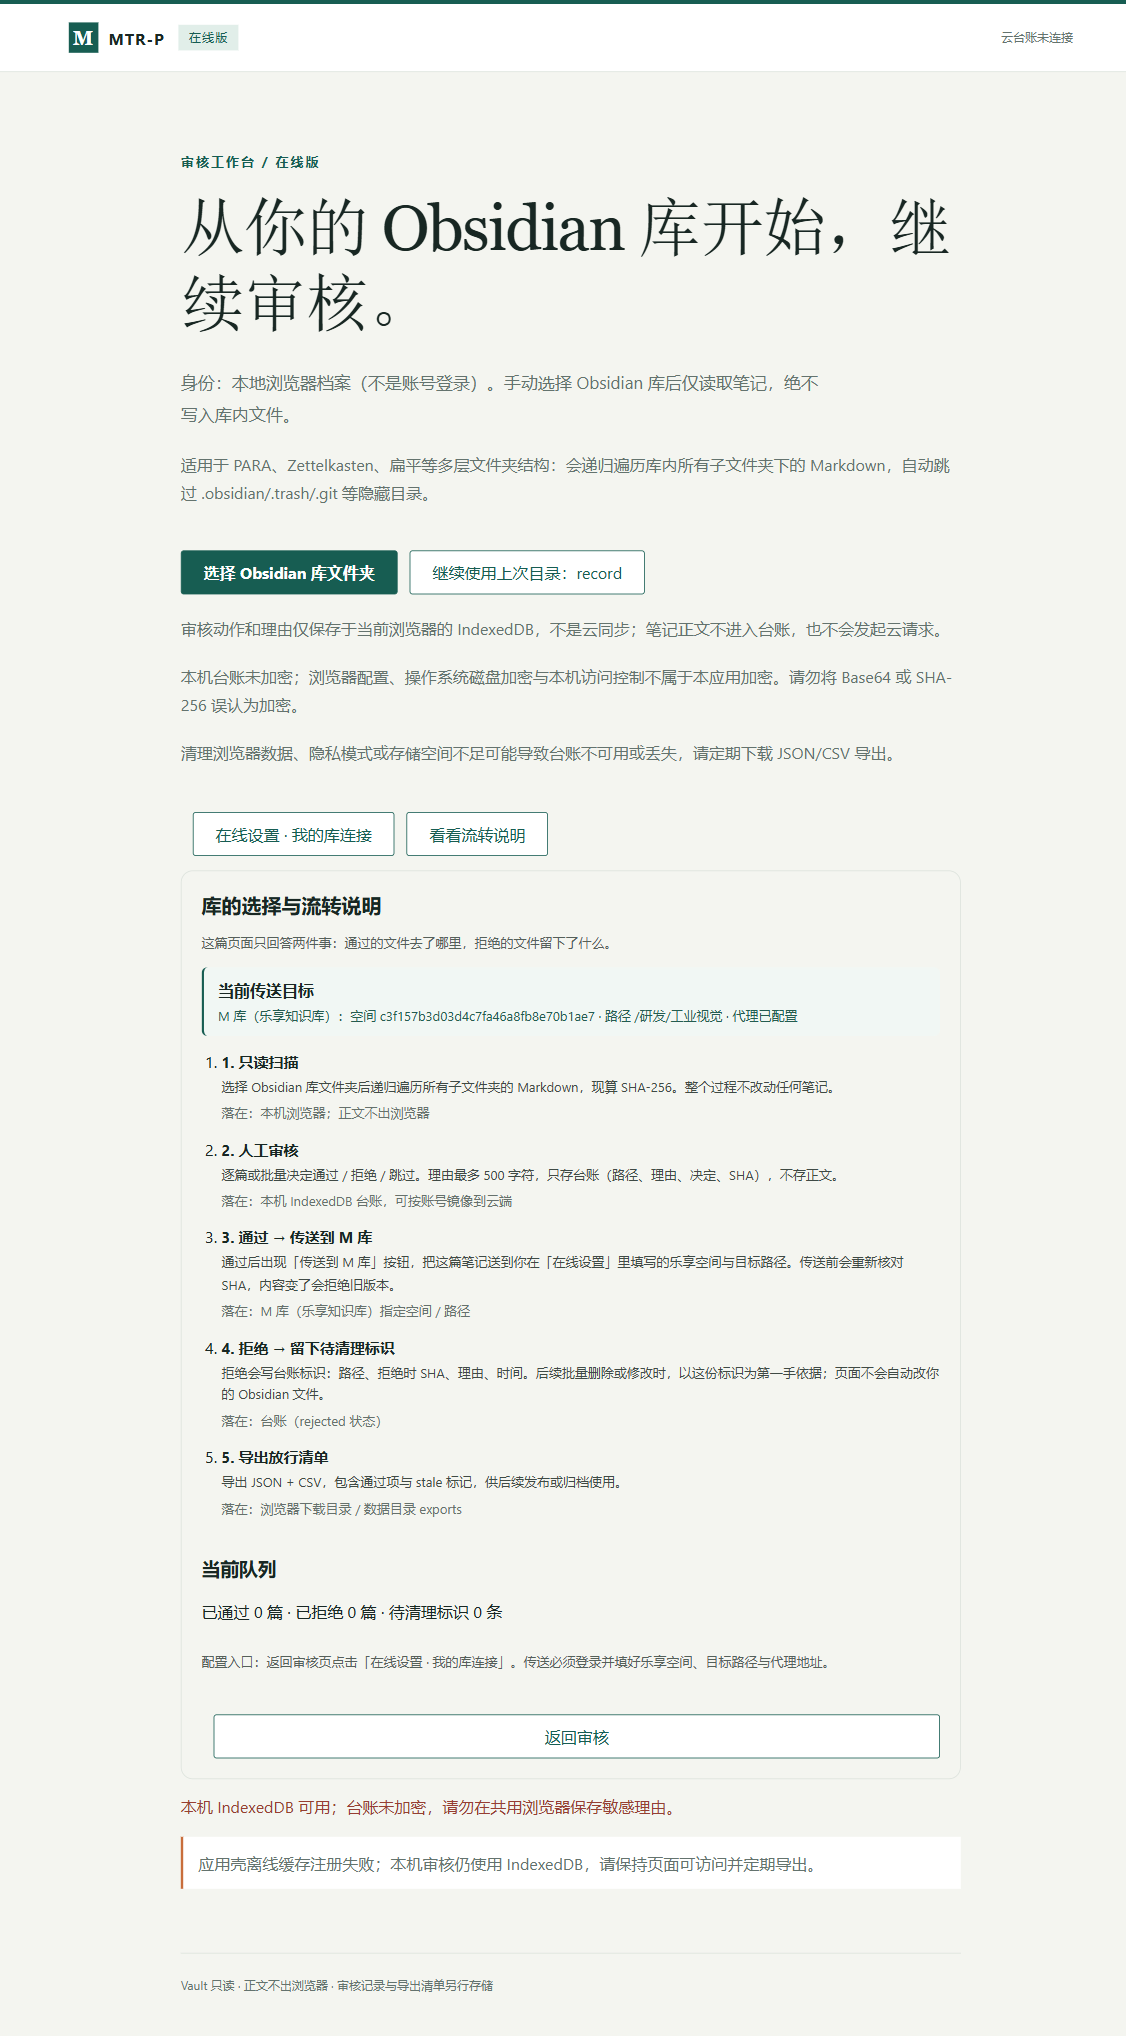 M MTR-P 在线版 云台账未连接
审核工作台 / 在线版
从你的 Obsidian 库开始，继
续审核。
身份：本地浏览器档案（不是账号登录）。手动选择 Obsidian 库后仅读取笔记，绝不
写入库内文件。
适用于 PARA、Zettelkasten、扁平等多层文件夹结构：会递归遍历库内所有子文件夹下的 Markdown，自动跳
过 .obsidian/.trash/.git 等隐藏目录。
选择 Obsidian 库文件夹 继续使用上次目录：record
审核动作和理由仅保存于当前浏览器的 IndexedDB，不是云同步；笔记正文不进入台账，也不会发起云请求。
本机台账未加密；浏览器配置、操作系统磁盘加密与本机访问控制不属于本应用加密。请勿将 Base64 或 SHA-
256 误认为加密。
清理浏览器数据、隐私模式或存储空间不足可能导致台账不可用或丢失，请定期下载 JSON/CSV 导出。
在线设置 · 我的库连接 看看流转说明
库的选择与流转说明
这篇页面只回答两件事：通过的文件去了哪里，拒绝的文件留下了什么。
当前传送目标
M 库（乐享知识库）：空间 c3f157b3d03d4c7fa46a8fb8e70b1ae7 · 路径 /研发/工业视觉 · 代理已配置
1. 1. 只读扫描
选择 Obsidian 库文件夹后递归遍历所有子文件夹的 Markdown，现算 SHA-256。整个过程不改动任何笔记。
落在：本机浏览器；正文不出浏览器
2. 2. 人工审核
逐篇或批量决定通过 / 拒绝 / 跳过。理由最多 500 字符，只存台账（路径、理由、决定、SHA），不存正文。
落在：本机 IndexedDB 台账，可按账号镜像到云端
3. 3. 通过 → 传送到 M 库
通过后出现「传送到 M 库」按钮，把这篇笔记送到你在「在线设置」里填写的乐享空间与目标路径。传送前会重新核对
SHA，内容变了会拒绝旧版本。
落在：M 库（乐享知识库）指定空间 / 路径
4. 4. 拒绝 → 留下待清理标识
拒绝会写台账标识：路径、拒绝时 SHA、理由、时间。后续批量删除或修改时，以这份标识为第一手依据；页面不会自动改你
的 Obsidian 文件。
落在：台账（rejected 状态）
5. 5. 导出放行清单
导出 JSON + CSV，包含通过项与 stale 标记，供后续发布或归档使用。
落在：浏览器下载目录 / 数据目录 exports
当前队列
已通过 0 篇 · 已拒绝 0 篇 · 待清理标识 0 条
配置入口：返回审核页点击「在线设置 · 我的库连接」。传送必须登录并填好乐享空间、目标路径与代理地址。
返回审核
本机 IndexedDB 可用；台账未加密，请勿在共用浏览器保存敏感理由。
应用壳离线缓存注册失败；本机审核仍使用 IndexedDB，请保持页面可访问并定期导出。
Vault 只读 · 正文不出浏览器 · 审核记录与导出清单另行存储